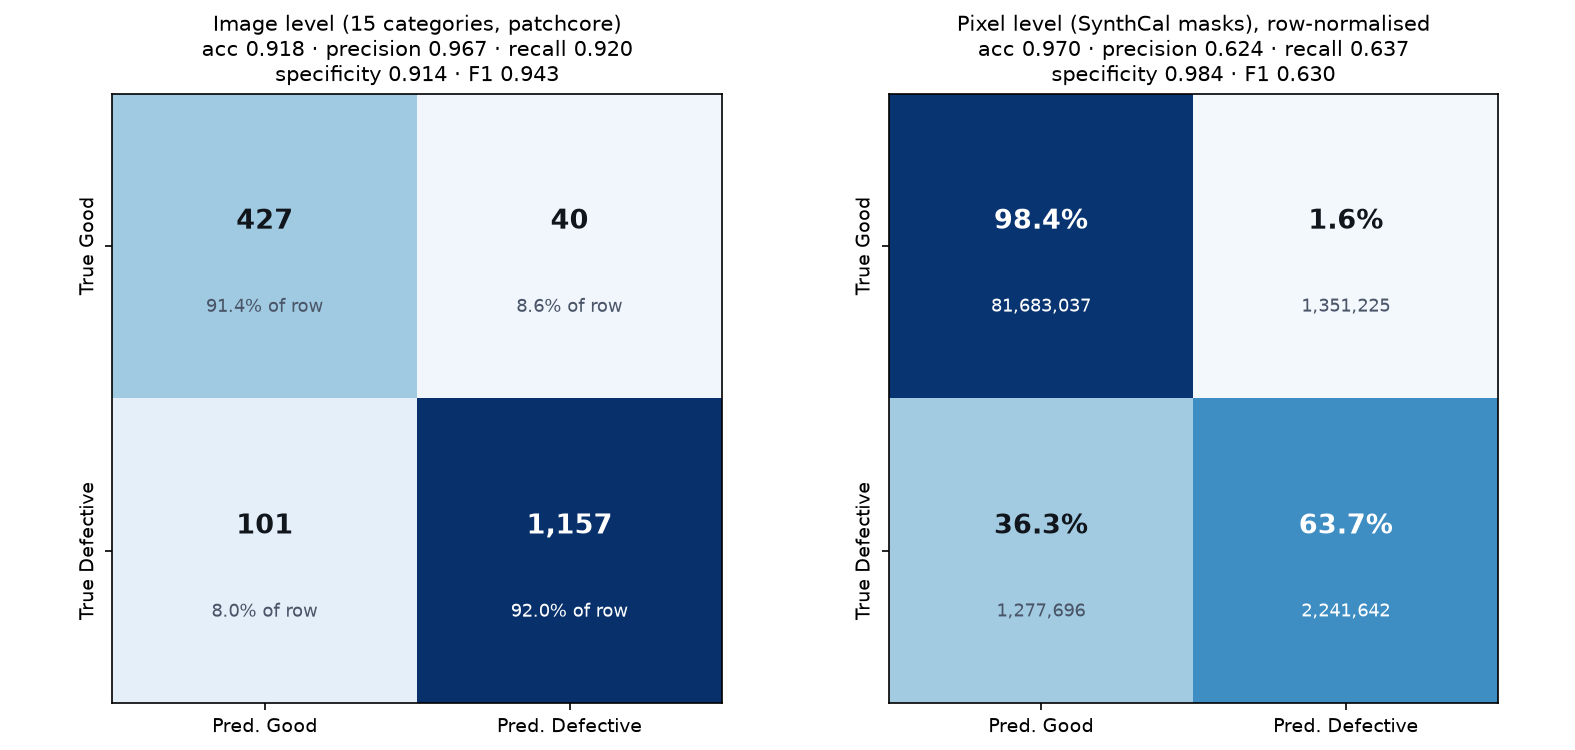 Image level (15 categories, patchcore)
acc 0.918 · precision 0.967 · recall 0.920
specificity 0.914 · F1 0.943
True Good
427
40
91.4% of row
8.6% of row
True Defective
101
1,157
8.0% of row
92.0% of row
Pred. Good
Pred. Defective
Pixel level (SynthCal masks), row-normalised
acc 0.970 · precision 0.624 · recall 0.637
specificity 0.984 · F1 0.630
True Good
98.4%
1.6%
81,683,037
1,351,225
True Defective
36.3%
63.7%
1,277,696
2,241,642
Pred. Good
Pred. Defective